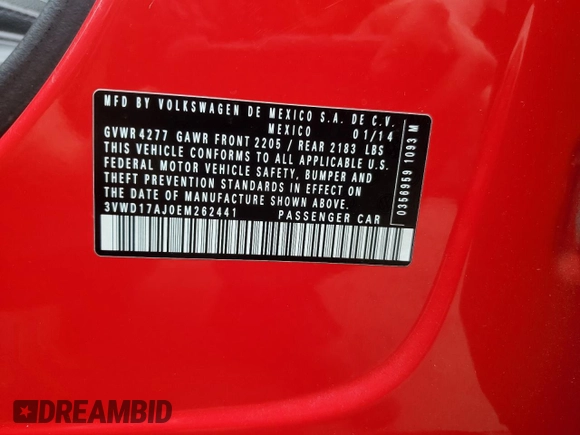 MFD BY VOLKSWAGEN DE MEXICO S.A. DE C.V.
MEXICO 01/14
GVWR 4277 GAWR FRONT 2205 / REAR 2183 LBS
THIS VEHICLE CONFORMS TO ALL APPLICABLE U.S.
FEDERAL MOTOR VEHICLE SAFETY, BUMPER AND
THEFT PREVENTION STANDARDS IN EFFECT ON
THE DATE OF MANUFACTURE SHOWN ABOVE.
3VWD17AJ0EM262441 PASSENGER CAR
0356959 1093 M
DREAMBID